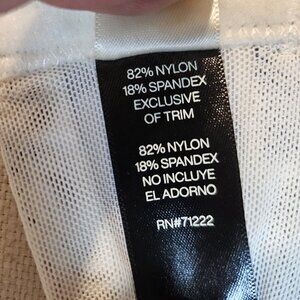 82% NYLON
18% SPANDEX
EXCLUSIVE
OF TRIM
82% NYLON
18% SPANDEX
NO INCLUYE
EL ADORNO
RN#71222